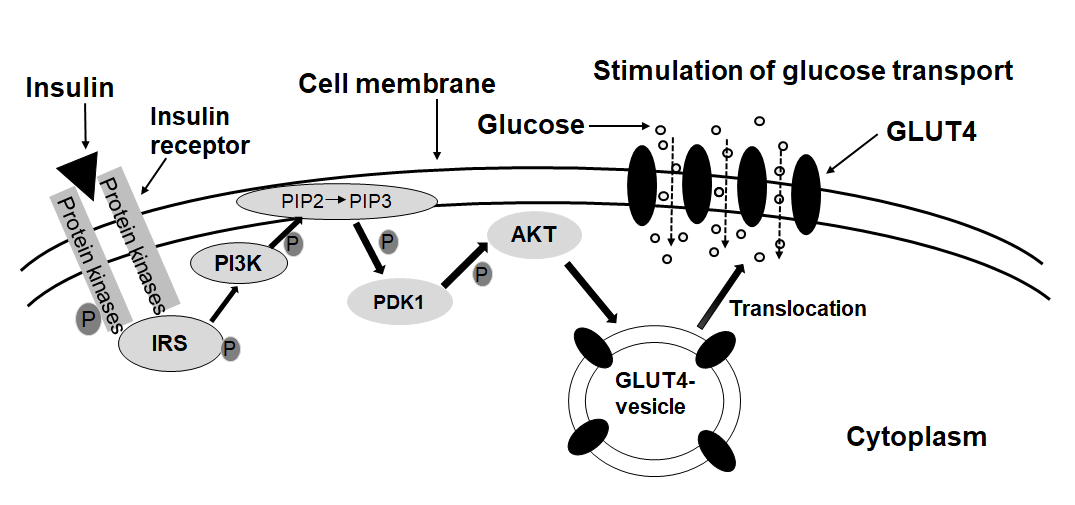 Stimulation of glucose transport
Insulin
Cell membrane
Insulin
receptor
Glucose
GLUT4
Protein kinases
Protein kinases
PIP2
PIP3
P
PI3K
P
PDK1
P
AKT
P
IRS
P
Translocation
GLUT4-
vesicle
Cytoplasm